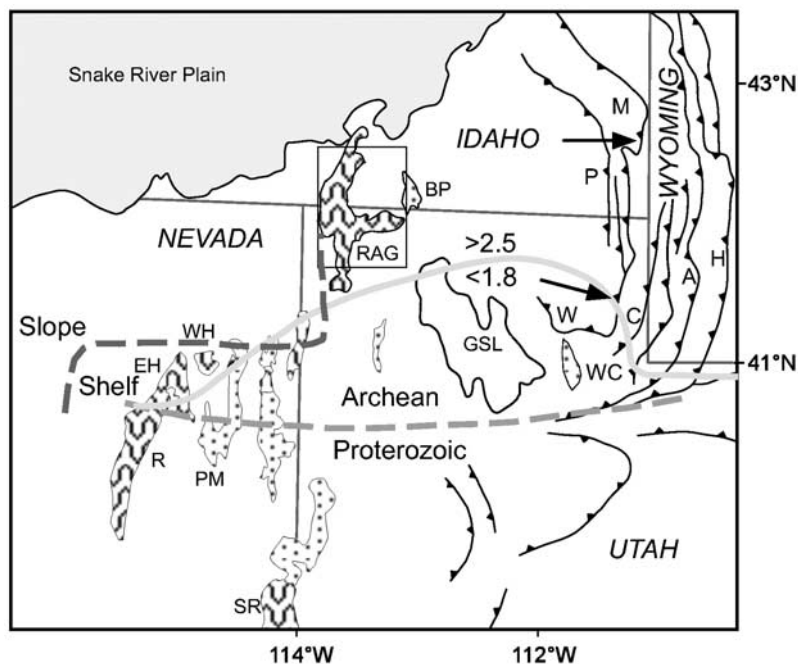 Snake River Plain
43°N
M
WYOMING
IDAHO
P
BP
NEVADA
RAG
>2.5
H
<1.8
A
Slope
WH
W
C
GSL
EH
WC
41°N
Shelf
Archean
Proterozoic
R
PM
UTAH
SR
114°W
112°W